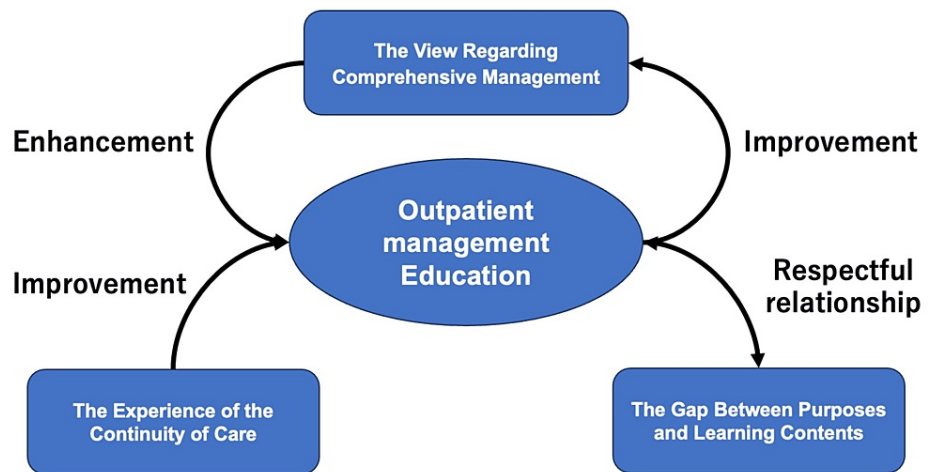 The View Regarding
Comprehensive Management
Enhancement
Improvement
Outpatient
management
Education
Improvement
Respectful
relationship
The Experience of the
Continuity of Care
The Gap Between Purposes
and Learning Contents